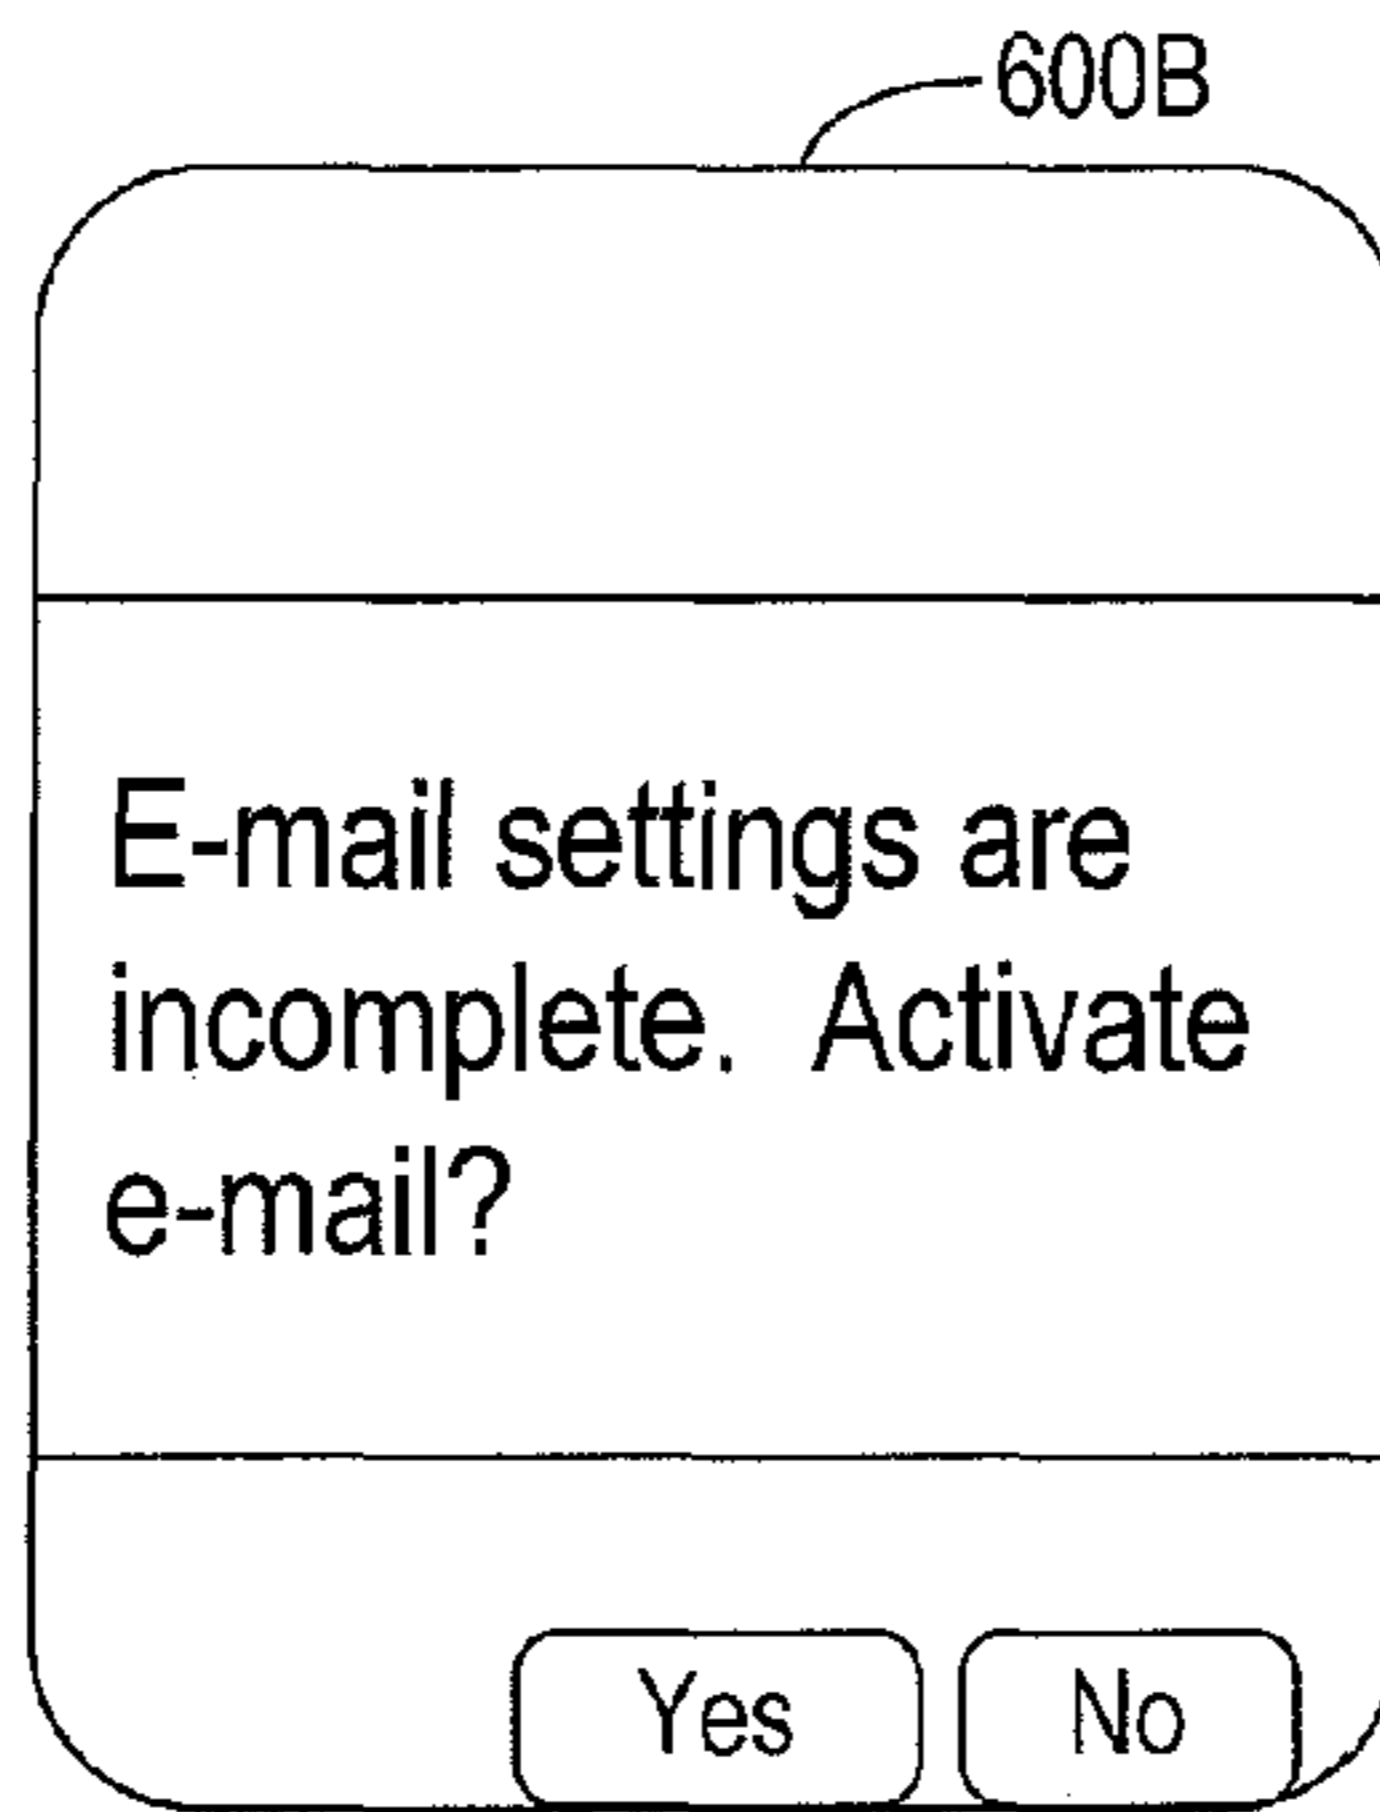 600B
E-mail settings are
incomplete. Activate
e-mail?
Yes No